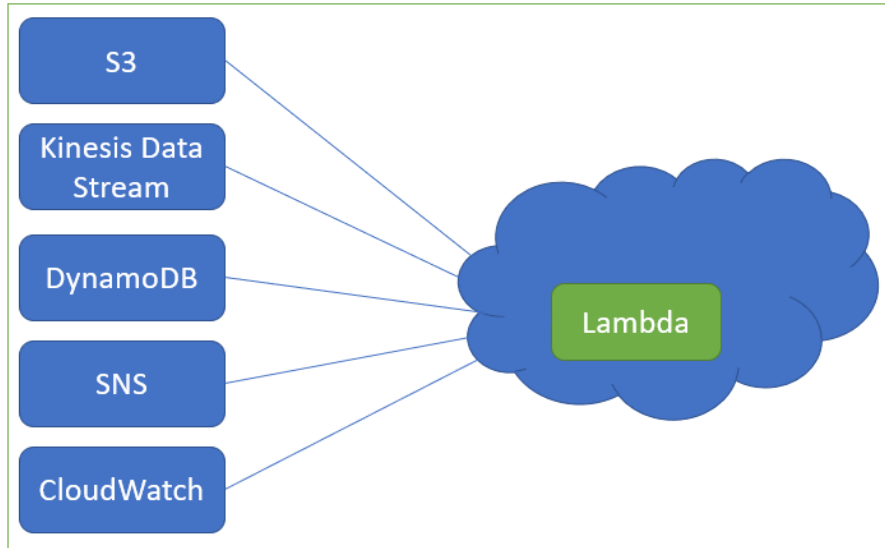 S3
Kinesis Data
Stream
DynamoDB
SNS
CloudWatch
Lambda